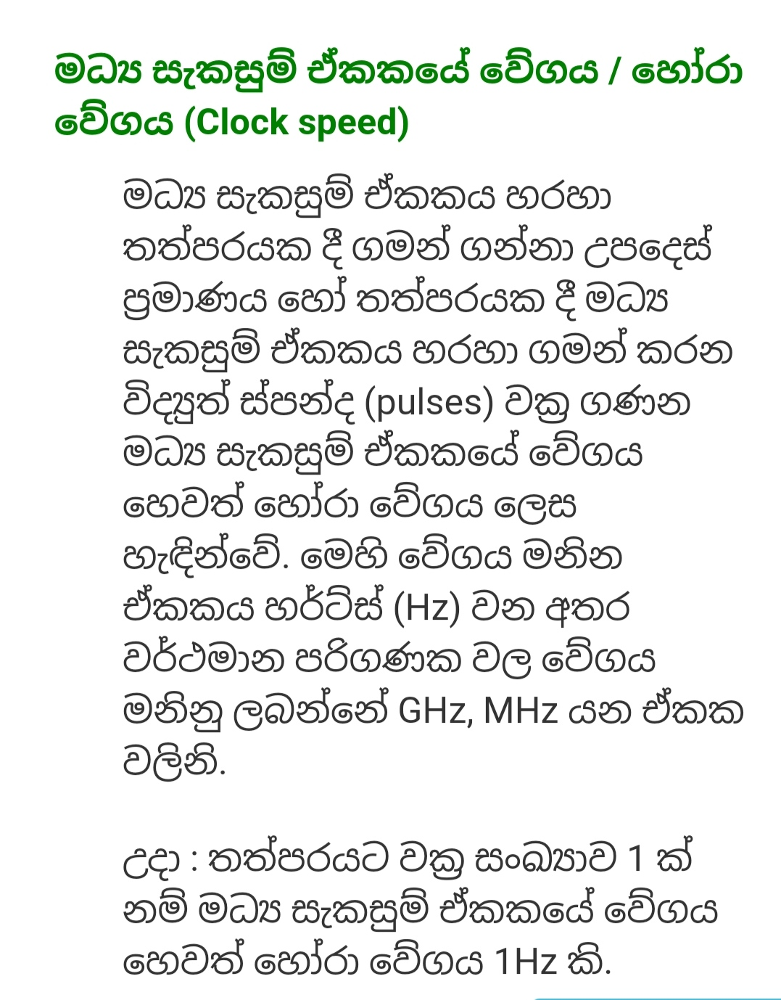 මධ්‍ය සැකසුම් ඒකකයේ වේගය / හෝරා
වේගය (Clock speed)
මධ්‍ය සැකසුම් ඒකකය හරහා
තත්පරයක දී ගමන් ගන්නා උපදෙස්
ප්‍රමාණය හෝ තත්පරයක දී මධ්‍ය
සැකසුම් ඒකකය හරහා ගමන් කරන
විද්‍යුත් ස්පන්ද (pulses) චක්‍ර ගණන
මධ්‍ය සැකසුම් ඒකකයේ වේගය
හෙවත් හෝරා වේගය ලෙස
හැඳින්වේ. මෙහි වේගය මනින
ඒකකය හර්ට්ස් (Hz) වන අතර
වර්ථමාන පරිගණක වල වේගය
මනිනු ලබන්නේ GHz, MHz යන ඒකක
වලිනි.
උදා : තත්පරයට චක්‍ර සංඛ්‍යාව 1 ක්
නම් මධ්‍ය සැකසුම් ඒකකයේ වේගය
හෙවත් හෝරා වේගය 1Hz කි.